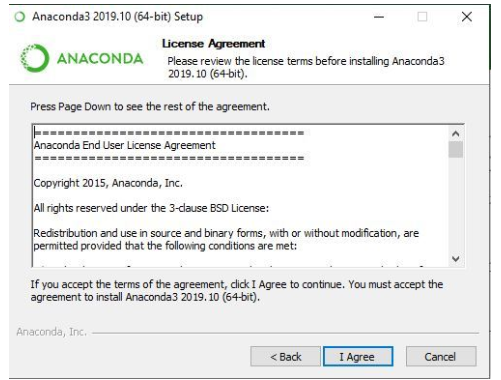 Anaconda3 2019.10 (64-bit) Setup
ANACONDA
License Agreement
Please review the license terms before installing Anaconda3
2019.10 (64-bit).
Press Page Down to see the rest of the agreement.
===================================
Anaconda End User License Agreement
===================================
Copyright 2015, Anaconda, Inc.
All rights reserved under the 3-clause BSD License:
Redistribution and use in source and binary forms, with or without modification, are
permitted provided that the following conditions are met:
If you accept the terms of the agreement, click I Agree to continue. You must accept the
agreement to install Anaconda3 2019.10 (64-bit).
Anaconda, Inc.
< Back
I Agree
Cancel